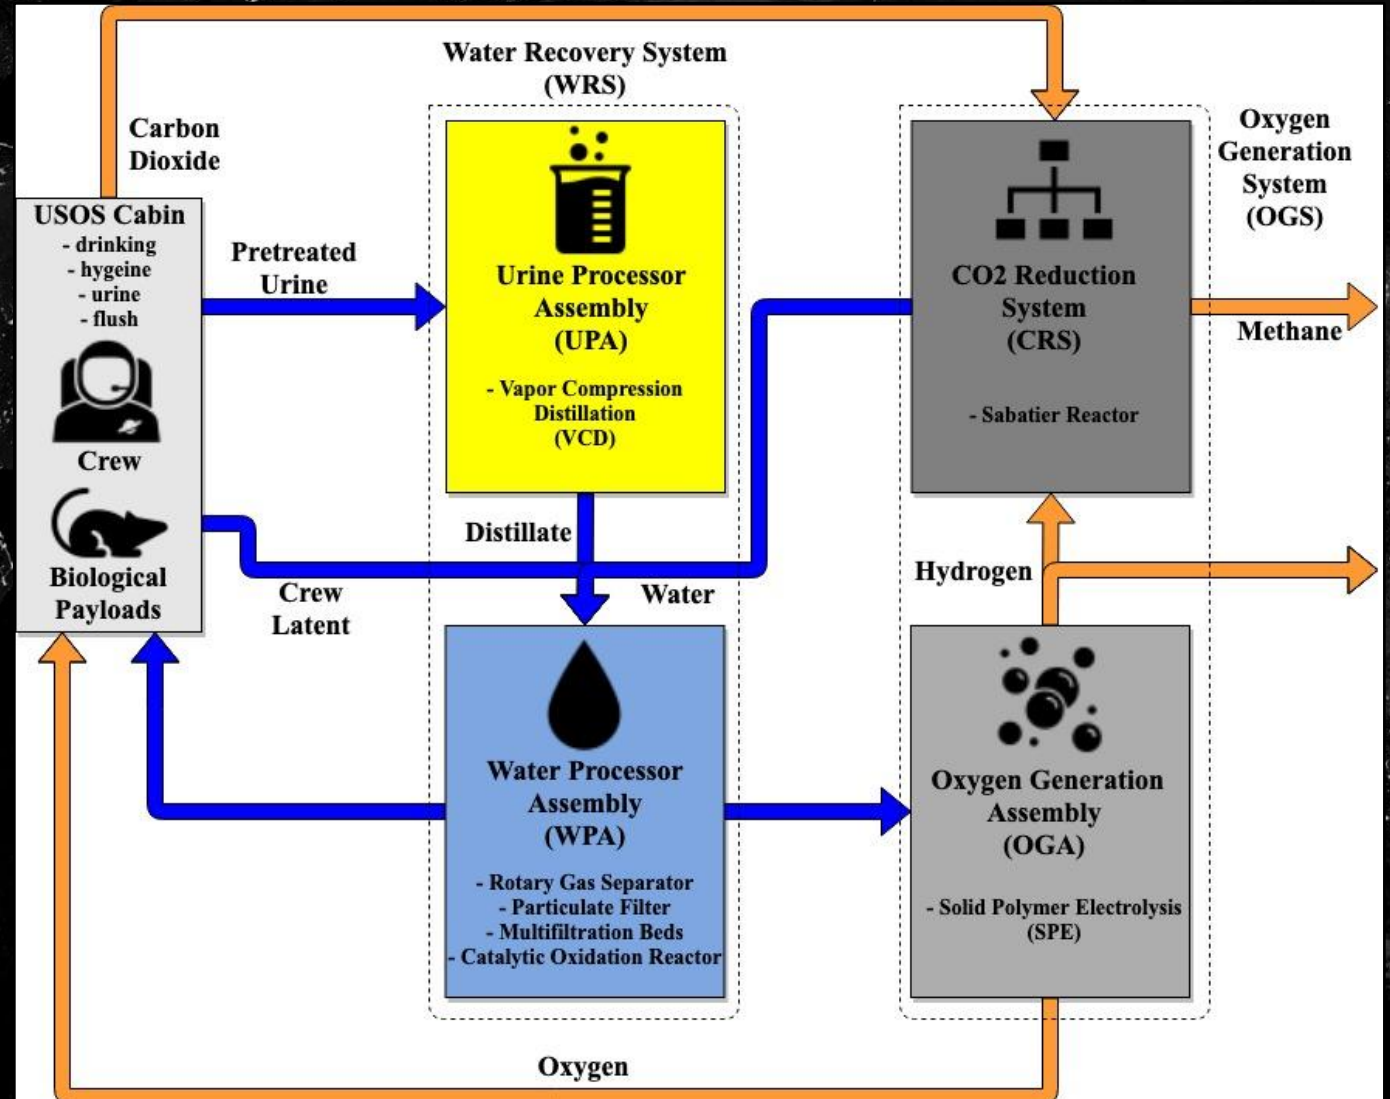 Water Recovery System
(WRS)
Carbon
Dioxide
Oxygen
Generation
System
(OGS)
USOS Cabin
- drinking
- hygeine
- urine
- flush
Crew
Biological
Payloads
Pretreated
Urine
Urine Processor
Assembly
(UPA)
- Vapor Compression
Distillation
(VCD)
CO2 Reduction
System
(CRS)
- Sabatier Reactor
Methane
Distillate
Crew
Latent
Water
Hydrogen
Water Processor
Assembly
(WPA)
- Rotary Gas Separator
- Particulate Filter
- Multifiltration Beds
- Catalytic Oxidation Reactor
Oxygen Generation
Assembly
(OGA)
- Solid Polymer Electrolysis
(SPE)
Oxygen